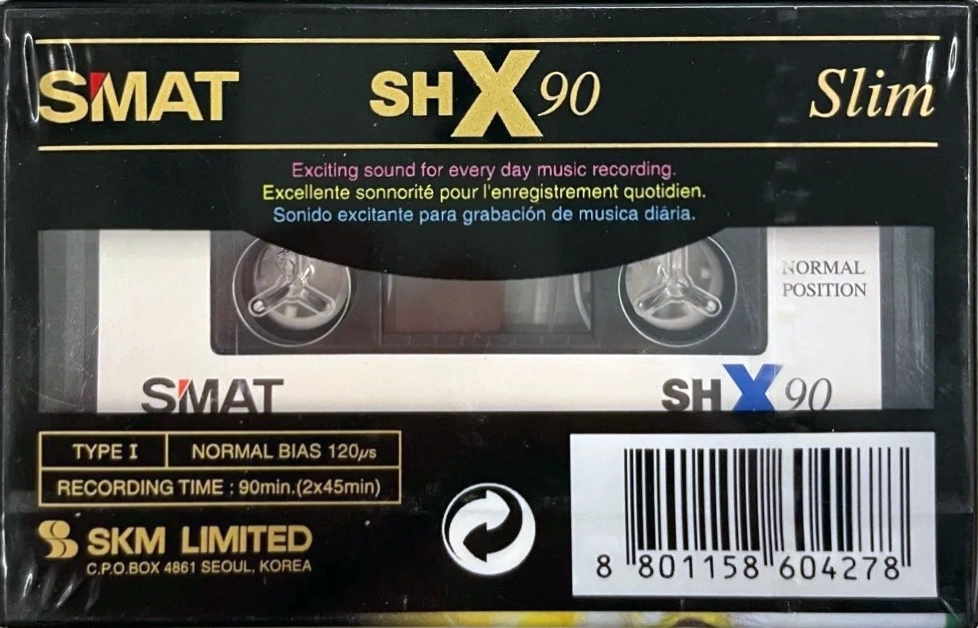 SMAT SHX90 Slim
Exciting sound for every day music recording.
Excellente sonnorité pour l'enregistrement quotidien.
Sonido excitante para grabación de musica diária.
NORMAL
POSITION
SMAT SHX90
TYPE I NORMAL BIAS 120µs
RECORDING TIME : 90min.(2x45min)
SKM LIMITED
C.P.O.BOX 4861 SEOUL, KOREA
8 801158 604278